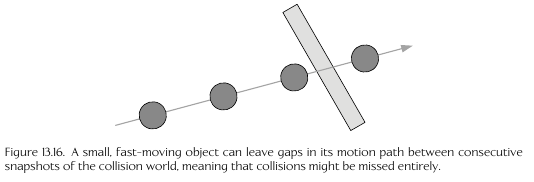 Figure 13.16. A small, fast-moving object can leave gaps in its motion path between consecutive
snapshots of the collision world, meaning that collisions might be missed entirely.